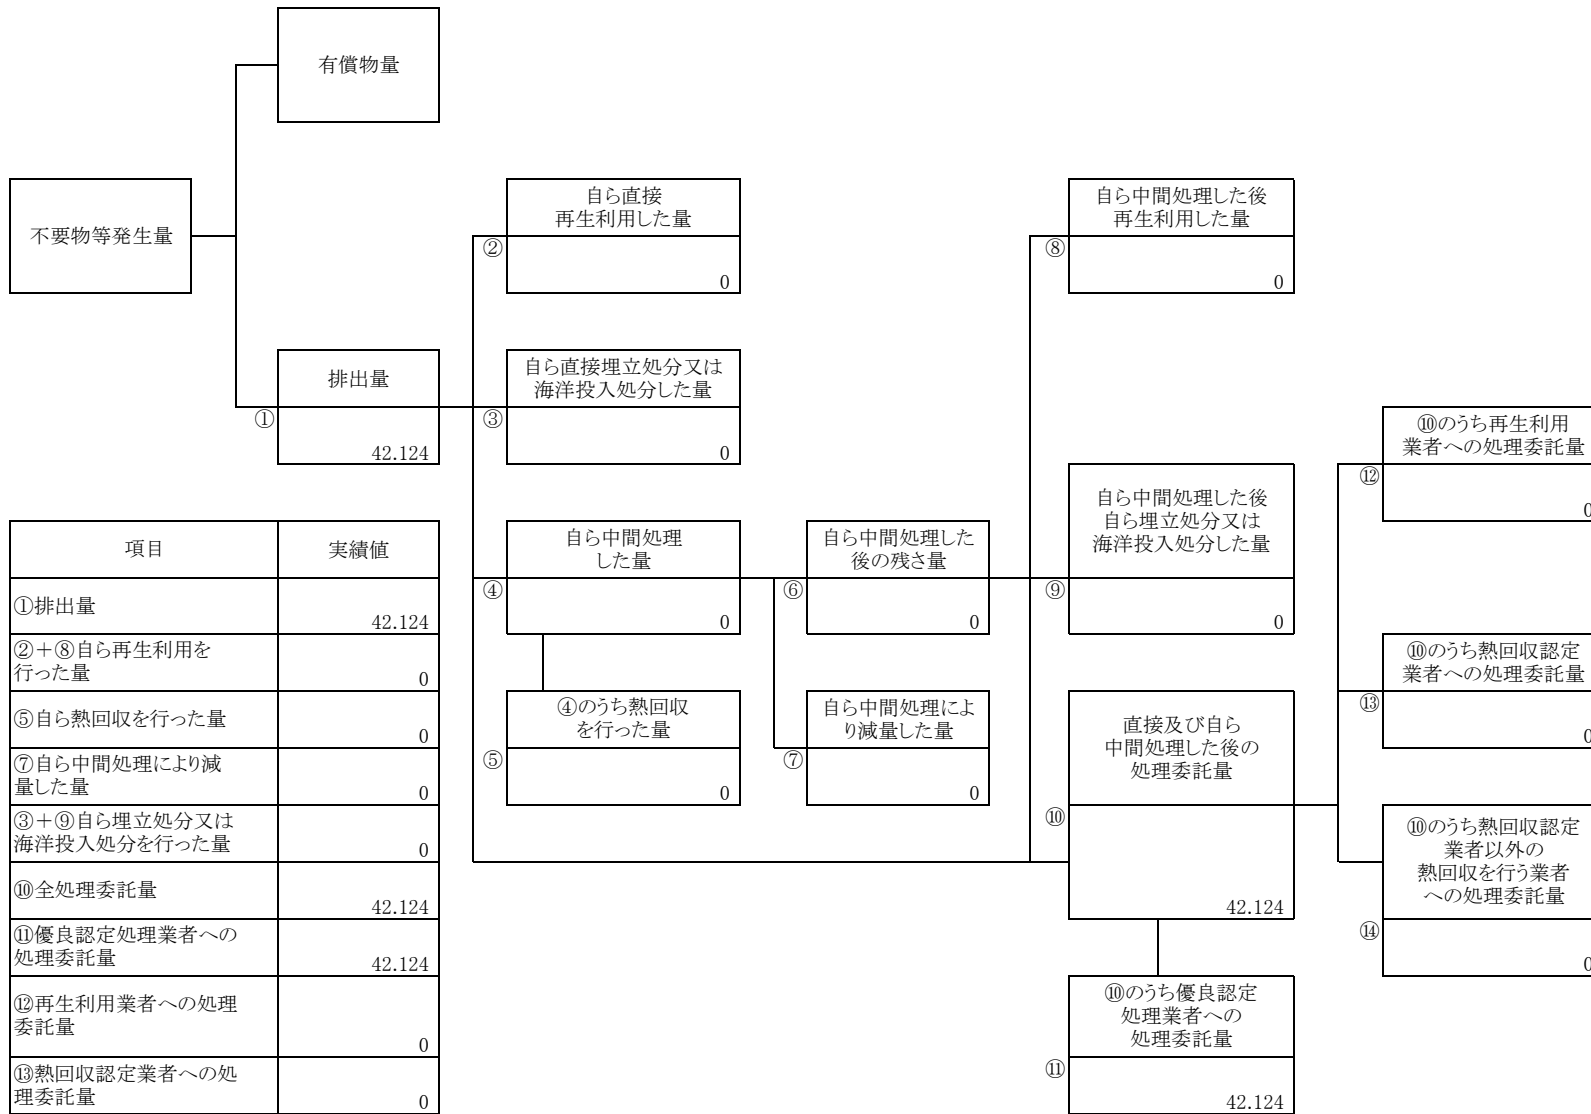 有償物量
不要物等発生量
自ら直接
再生利用した量
②
0
自ら中間処理した後
再生利用した量
⑧
0
排出量
①
42.124
自ら直接埋立処分又は
海洋投入処分した量
③
0
⑩のうち再生利用
業者への処理委託量
⑫
0
自ら中間処理
した量
④
0
自ら中間処理した
後の残さ量
⑥
0
自ら中間処理した後
自ら埋立処分又は
海洋投入処分した量
⑨
0
⑩のうち熱回収認定
業者への処理委託量
⑬
0
④のうち熱回収
を行った量
⑤
0
自ら中間処理によ
り減量した量
⑦
0
直接及び自ら
中間処理した後の
処理委託量
⑩
42.124
⑩のうち熱回収認定
業者以外の
熱回収を行う業者
への処理委託量
⑭
0
⑩のうち優良認定
処理業者への
処理委託量
⑪
42.124
項目 実績値
①排出量 42.124
②＋⑧自ら再生利用を
行った量 0
⑤自ら熱回収を行った量 0
⑦自ら中間処理により減
量した量 0
③＋⑨自ら埋立処分又は
海洋投入処分を行った量 0
⑩全処理委託量 42.124
⑪優良認定処理業者への
処理委託量 42.124
⑫再生利用業者への処理
委託量 0
⑬熱回収認定業者への処
理委託量 0